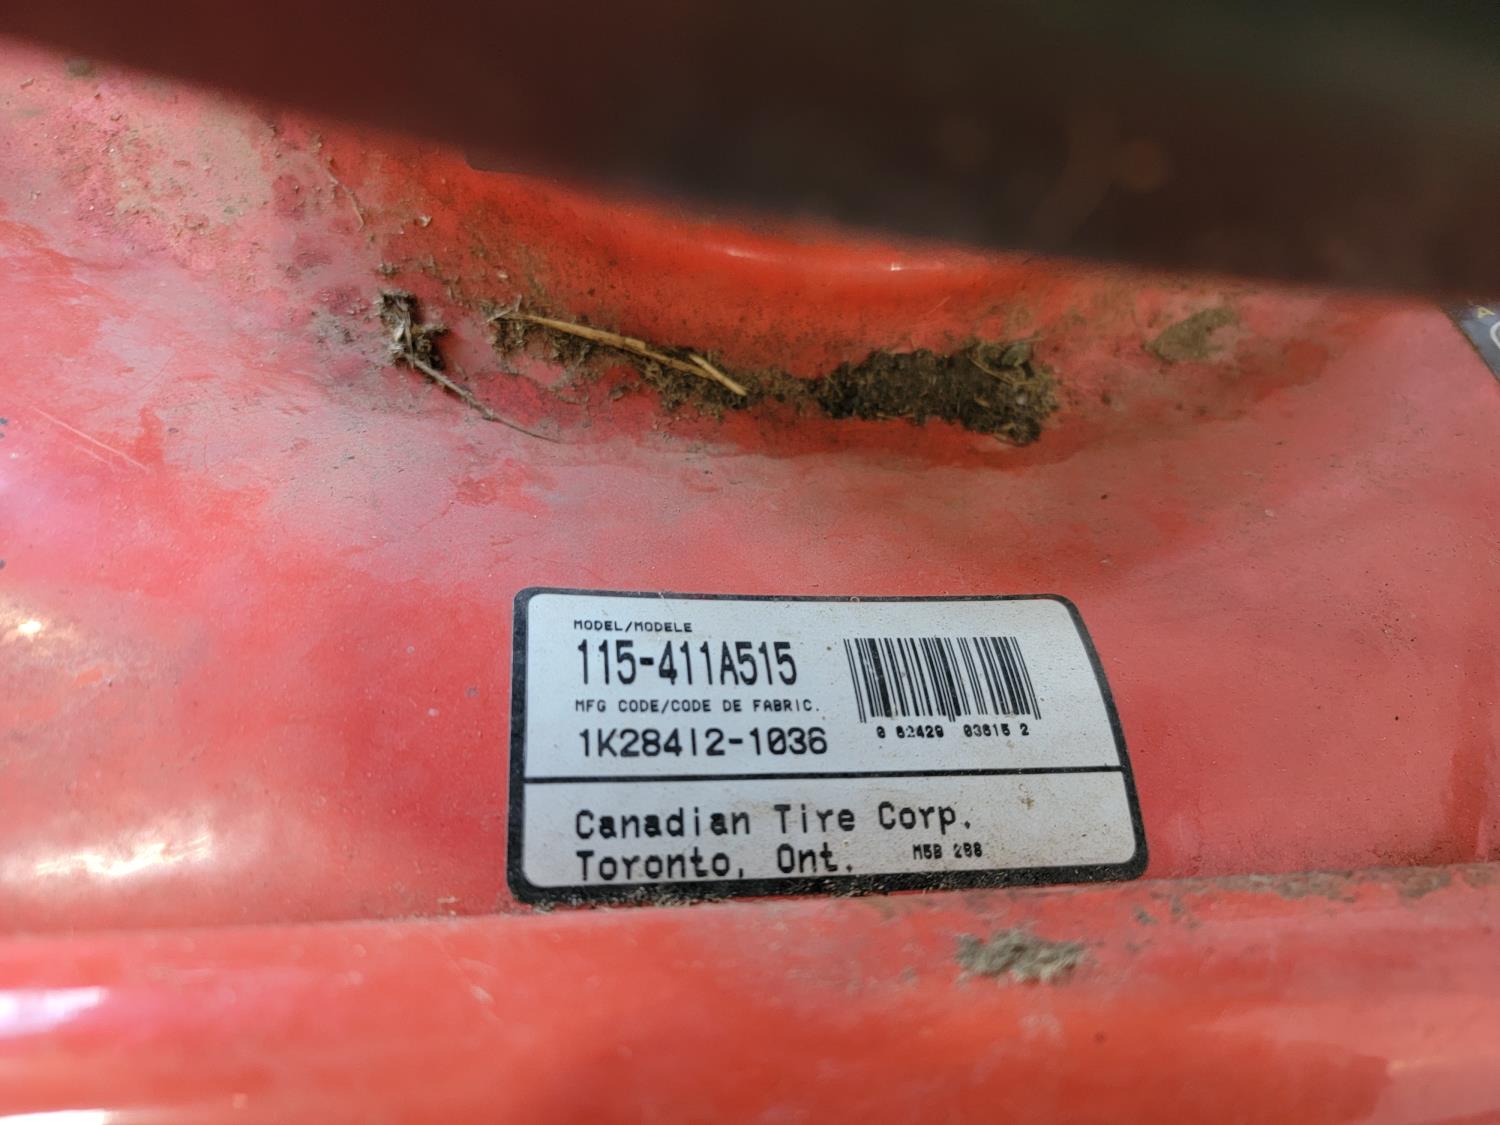 MODEL/MODELE
115-411A515
MFG CODE/CODE DE FABRIC.
1K28412-1036
0 62429 03615 2
Canadian Tire Corp.
Toronto, Ont. M5B 2B8